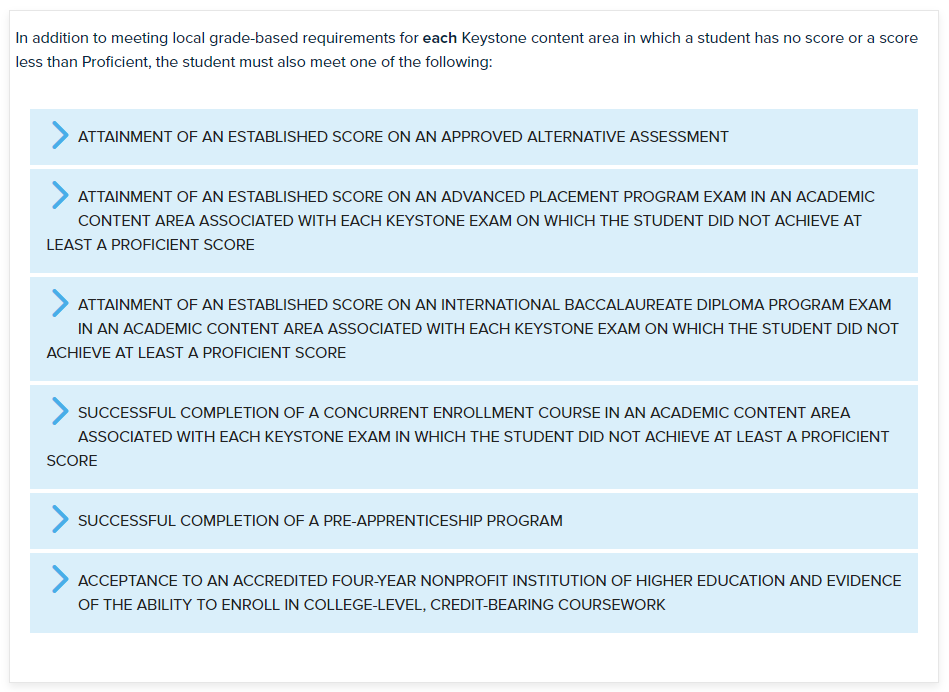 In addition to meeting local grade-based requirements for each Keystone content area in which a student has no score or a score
less than Proficient, the student must also meet one of the following:
ATTAINMENT OF AN ESTABLISHED SCORE ON AN APPROVED ALTERNATIVE ASSESSMENT
ATTAINMENT OF AN ESTABLISHED SCORE ON AN ADVANCED PLACEMENT PROGRAM EXAM IN AN ACADEMIC
CONTENT AREA ASSOCIATED WITH EACH KEYSTONE EXAM ON WHICH THE STUDENT DID NOT ACHIEVE AT
LEAST A PROFICIENT SCORE
ATTAINMENT OF AN ESTABLISHED SCORE ON AN INTERNATIONAL BACCALAUREATE DIPLOMA PROGRAM EXAM
IN AN ACADEMIC CONTENT AREA ASSOCIATED WITH EACH KEYSTONE EXAM ON WHICH THE STUDENT DID NOT
ACHIEVE AT LEAST A PROFICIENT SCORE
SUCCESSFUL COMPLETION OF A CONCURRENT ENROLLMENT COURSE IN AN ACADEMIC CONTENT AREA
ASSOCIATED WITH EACH KEYSTONE EXAM IN WHICH THE STUDENT DID NOT ACHIEVE AT LEAST A PROFICIENT
SCORE
SUCCESSFUL COMPLETION OF A PRE-APPRENTICESHIP PROGRAM
ACCEPTANCE TO AN ACCREDITED FOUR-YEAR NONPROFIT INSTITUTION OF HIGHER EDUCATION AND EVIDENCE
OF THE ABILITY TO ENROLL IN COLLEGE-LEVEL, CREDIT-BEARING COURSEWORK